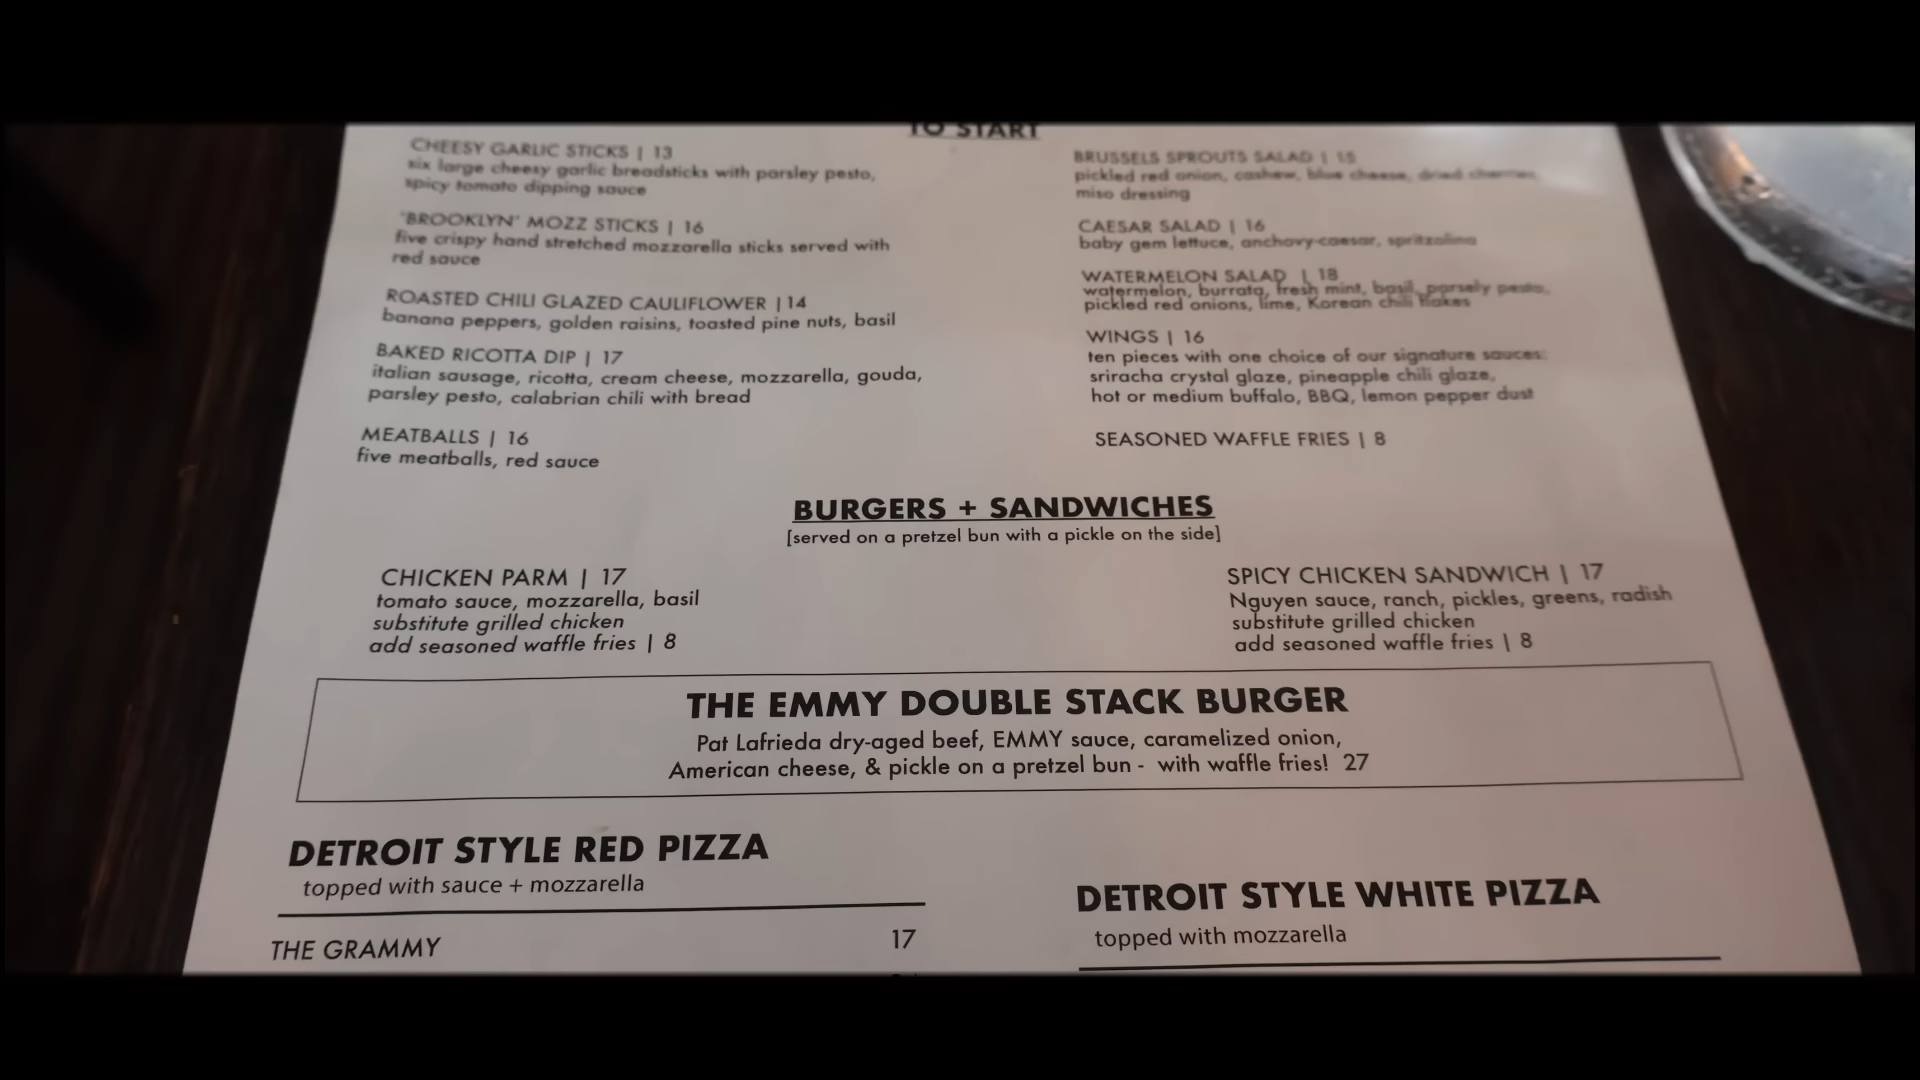 TO START
CHEESY GARLIC STICKS | 13
six large cheesy garlic breadsticks with parsley pesto,
spicy tomato dipping sauce
'BROOKLYN' MOZZ STICKS | 16
five crispy hand stretched mozzarella sticks served with
red sauce
ROASTED CHILI GLAZED CAULIFLOWER | 14
banana peppers, golden raisins, toasted pine nuts, basil
BAKED RICOTTA DIP | 17
italian sausage, ricotta, cream cheese, mozzarella, gouda,
parsley pesto, calabrian chili with bread
MEATBALLS | 16
five meatballs, red sauce
BRUSSELS SPROUTS SALAD | 15
pickled red onion, cashew, blue cheese, dried cherries,
miso dressing
CAESAR SALAD | 16
baby gem lettuce, anchovy-caesar, spritzolina
WATERMELON SALAD | 18
watermelon, burrata, fresh mint, basil, parsely pesto,
pickled red onions, lime, Korean chili flakes
WINGS | 16
ten pieces with one choice of our signature sauces:
sriracha crystal glaze, pineapple chili glaze,
hot or medium buffalo, BBQ, lemon pepper dust
SEASONED WAFFLE FRIES | 8
BURGERS + SANDWICHES
[served on a pretzel bun with a pickle on the side]
CHICKEN PARM | 17
tomato sauce, mozzarella, basil
substitute grilled chicken
add seasoned waffle fries | 8
SPICY CHICKEN SANDWICH | 17
Nguyen sauce, ranch, pickles, greens, radish
substitute grilled chicken
add seasoned waffle fries | 8
THE EMMY DOUBLE STACK BURGER
Pat Lafrieda dry-aged beef, EMMY sauce, caramelized onion,
American cheese, & pickle on a pretzel bun - with waffle fries! 27
DETROIT STYLE RED PIZZA
topped with sauce + mozzarella
THE GRAMMY 17
DETROIT STYLE WHITE PIZZA
topped with mozzarella